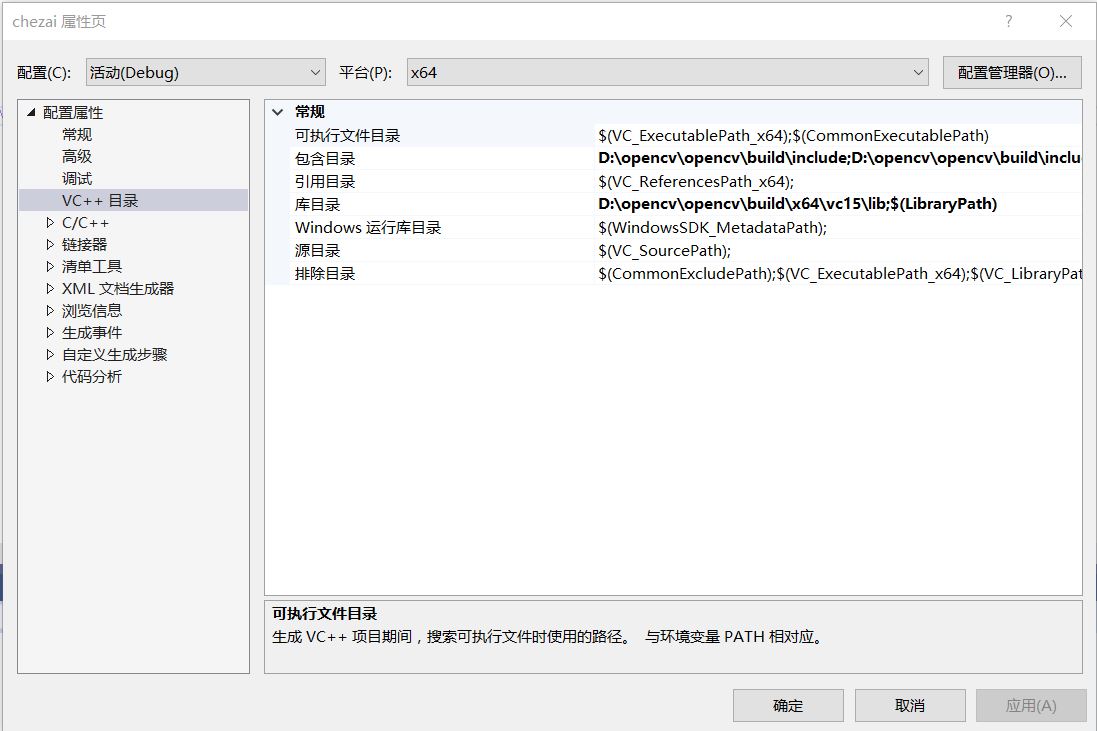 chezai 属性页
配置(C): 活动(Debug) 平台(P): x64 配置管理器(O)...
配置属性
常规
高级
调试
VC++ 目录
C/C++
链接器
清单工具
XML 文档生成器
浏览信息
生成事件
自定义生成步骤
代码分析
常规
可执行文件目录 $(VC_ExecutablePath_x64);$(CommonExecutablePath)
包含目录 D:\opencv\opencv\build\include;D:\opencv\opencv\build\inclu
引用目录 $(VC_ReferencesPath_x64);
库目录 D:\opencv\opencv\build\x64\vc15\lib;$(LibraryPath)
Windows 运行库目录 $(WindowsSDK_MetadataPath);
源目录 $(VC_SourcePath);
排除目录 $(CommonExcludePath);$(VC_ExecutablePath_x64);$(VC_LibraryPat
可执行文件目录
生成 VC++ 项目期间，搜索可执行文件时使用的路径。 与环境变量 PATH 相对应。
确定 取消 应用(A)